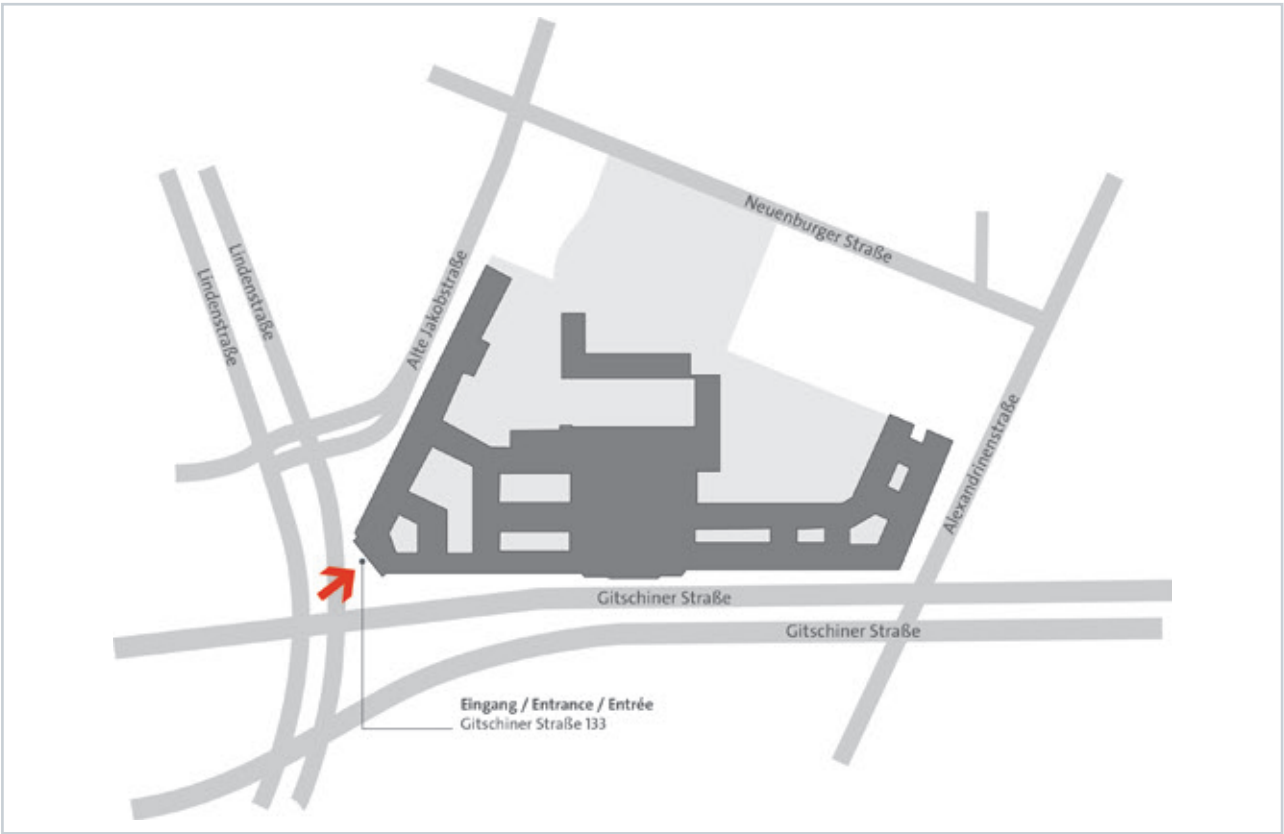 Neuenburger Straße
Lindenstraße
Lindenstraße
Alte Jakobstraße
Alexandrinenstraße
Gitschiner Straße
Gitschiner Straße
Eingang / Entrance / Entrée
Gitschiner Straße 133